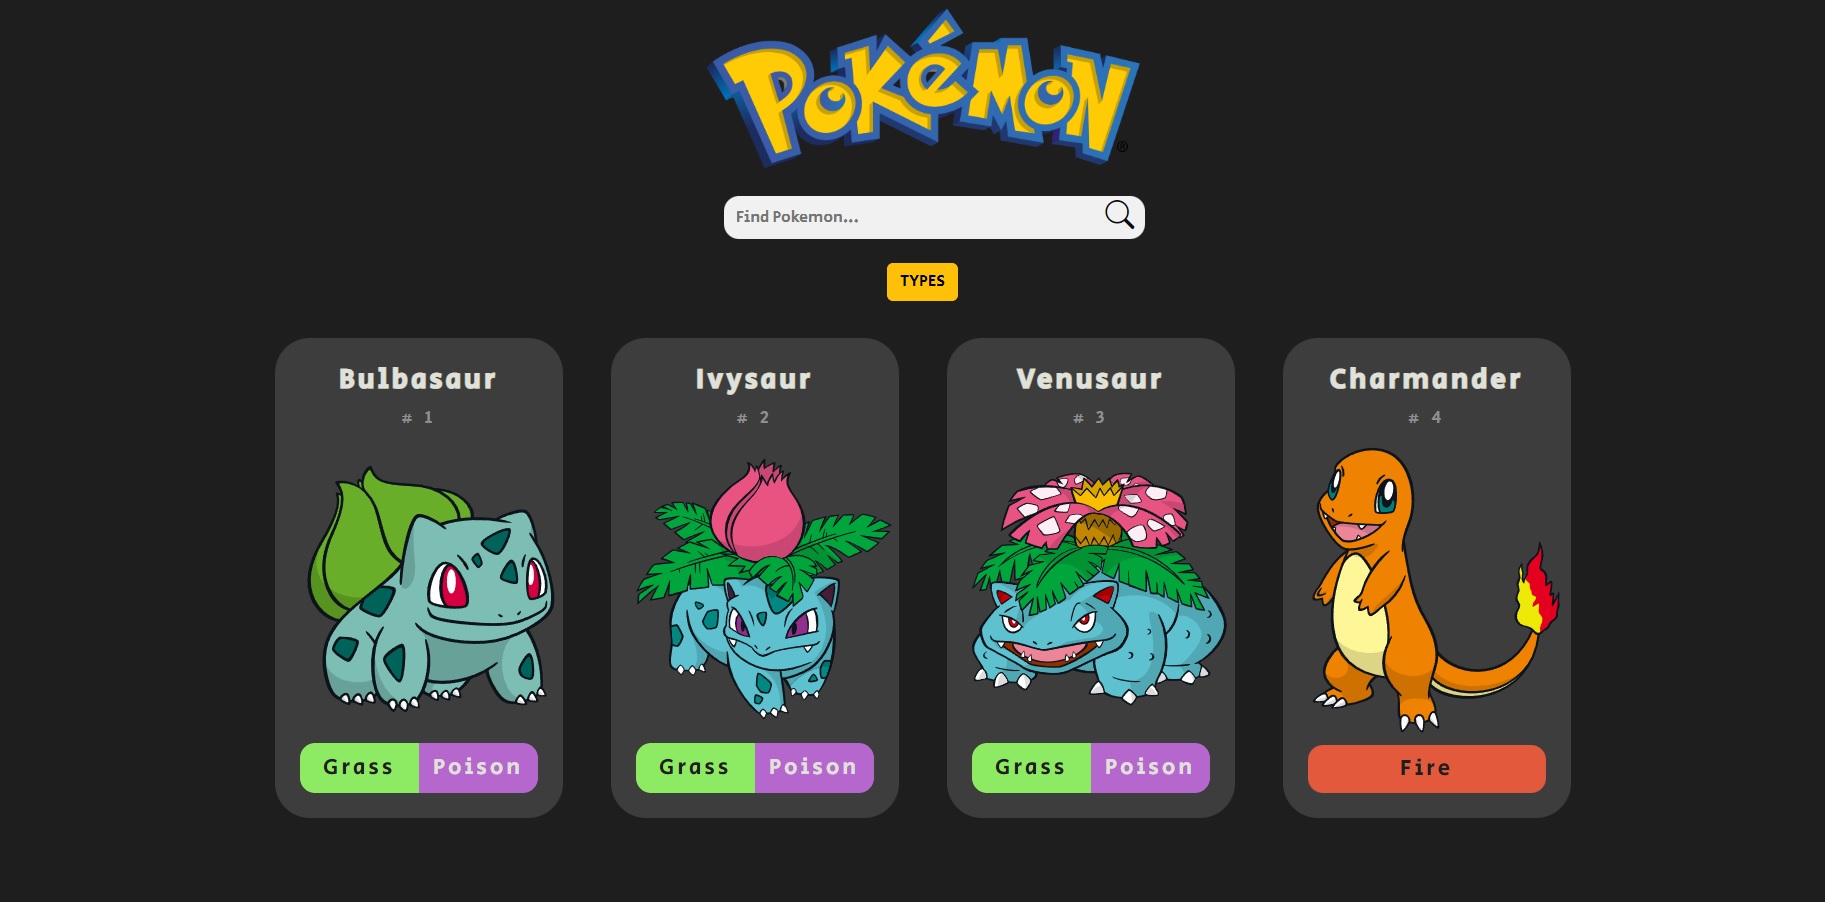 POKéMON
®
Find Pokemon...
TYPES
Bulbasaur
# 1
Grass Poison
Ivysaur
# 2
Grass Poison
Venusaur
# 3
Grass Poison
Charmander
# 4
Fire